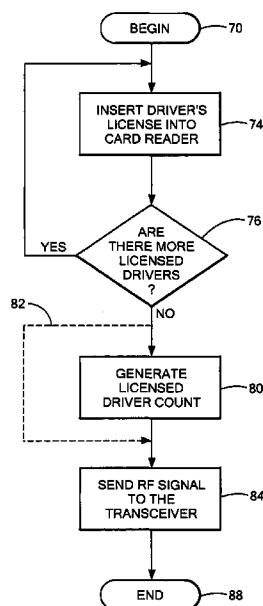 BEGIN
70
INSERT DRIVER'S
LICENSE INTO
CARD READER
74
76
ARE
THERE MORE
LICENSED
DRIVERS
?
YES
NO
82
GENERATE
LICENSED
DRIVER COUNT
80
SEND RF SIGNAL
TO THE
TRANSCEIVER
84
END
88